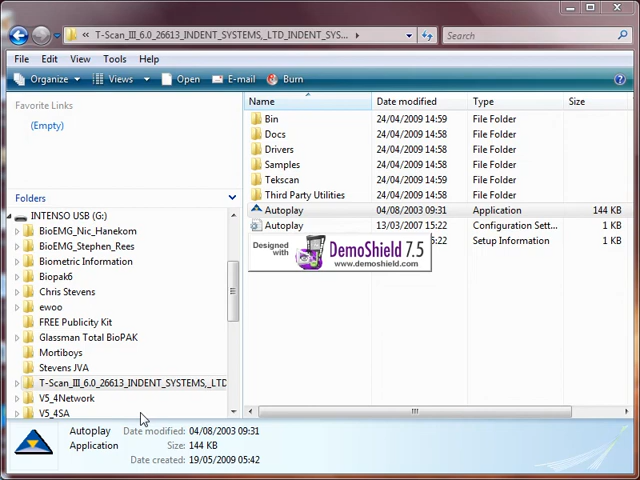 T-Scan_III_6.0_26613_INDENT_SYSTEMS,_LTD_INDENT_SYS...
Search
File Edit View Tools Help
Organize Views Open E-mail Burn
Favorite Links
(Empty)
Folders
INTENSO USB (G:)
BioEMG_Nic_Hanekom
BioEMG_Stephen_Rees
Biometric Information
Biopak6
Chris Stevens
ewoo
FREE Publicity Kit
Glassman Total BioPAK
Mortiboys
Stevens JVA
T-Scan_III_6.0_26613_INDENT_SYSTEMS,_LTD
V5_4Network
V5_4SA
Name Date modified Type Size
Bin 24/04/2009 14:59 File Folder
Docs 24/04/2009 14:58 File Folder
Drivers 24/04/2009 14:59 File Folder
Samples 24/04/2009 14:58 File Folder
Tekscan 24/04/2009 14:58 File Folder
Third Party Utilities 24/04/2009 14:58 File Folder
Autoplay 04/08/2003 09:31 Application 144 KB
Autoplay 13/03/2007 15:22 Configuration Sett... 1 KB
5:22 Setup Information 1 KB
Designed with DemoShield 7.5
www.demoshield.com
Autoplay Date modified: 04/08/2003 09:31
Application Size: 144 KB
Date created: 19/05/2009 05:42